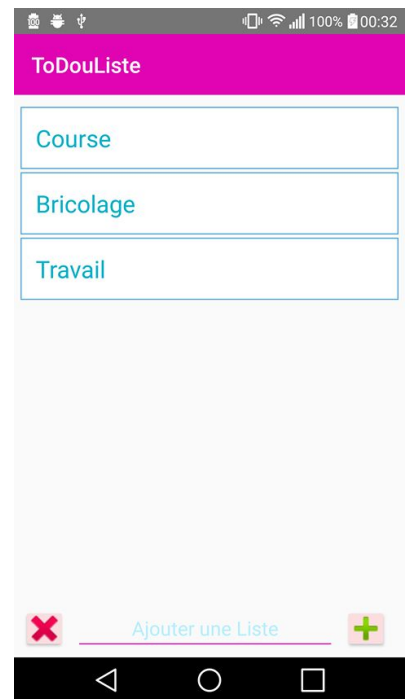 100% 00:32
ToDouListe
Course
Bricolage
Travail
Ajouter une Liste